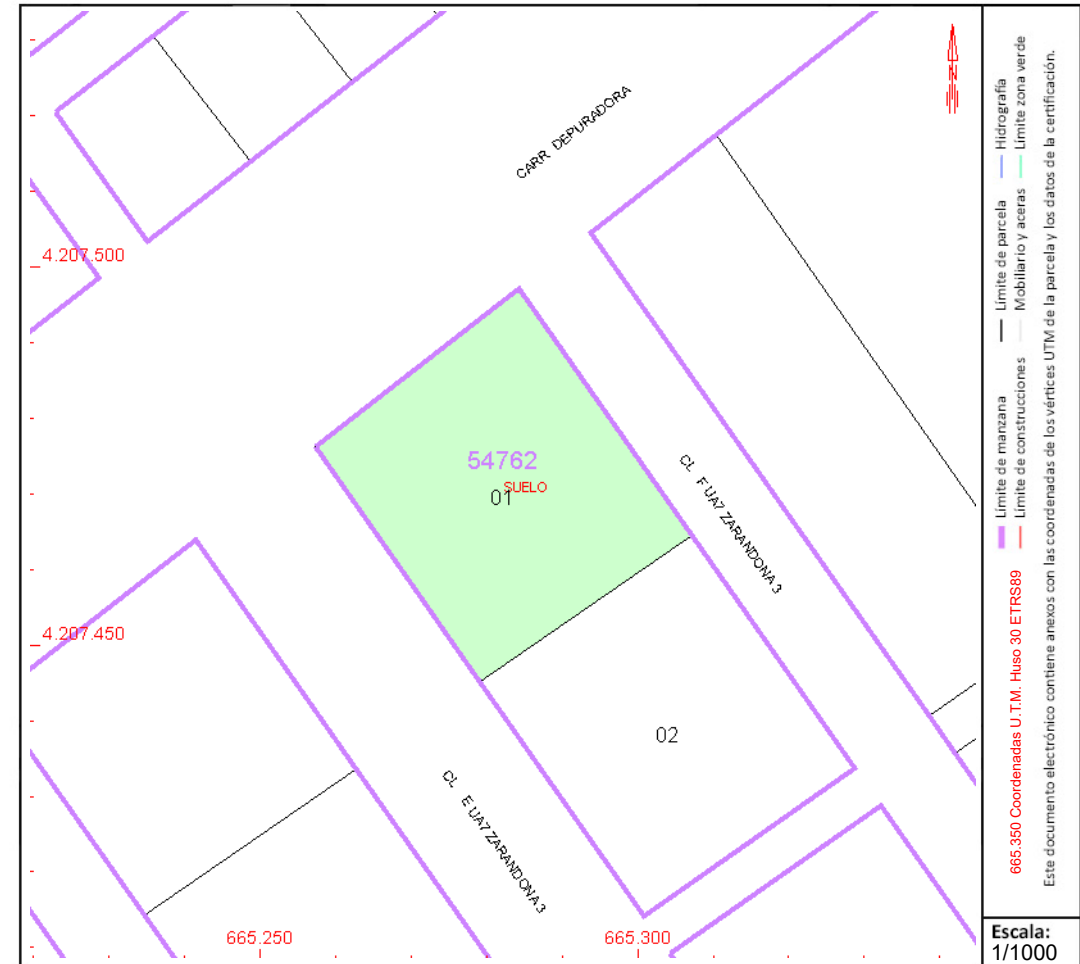 CARR DEPURADORA
N
4.207.500
54762
SUELO
01
CL F UA7 ZARANDONA 3
4.207.450
02
CL E UA7 ZARANDONA 3
665.250
665.300
665.350 Coordenadas U.T.M. Huso 30 ETRS89
Límite de manzana
Límite de parcela
Hidrografía
Límite de construcciones
Mobiliario y aceras
Límite zona verde
Este documento electrónico contiene anexos con las coordenadas de los vértices UTM de la parcela y los datos de la certificación.
Escala:
1/1000